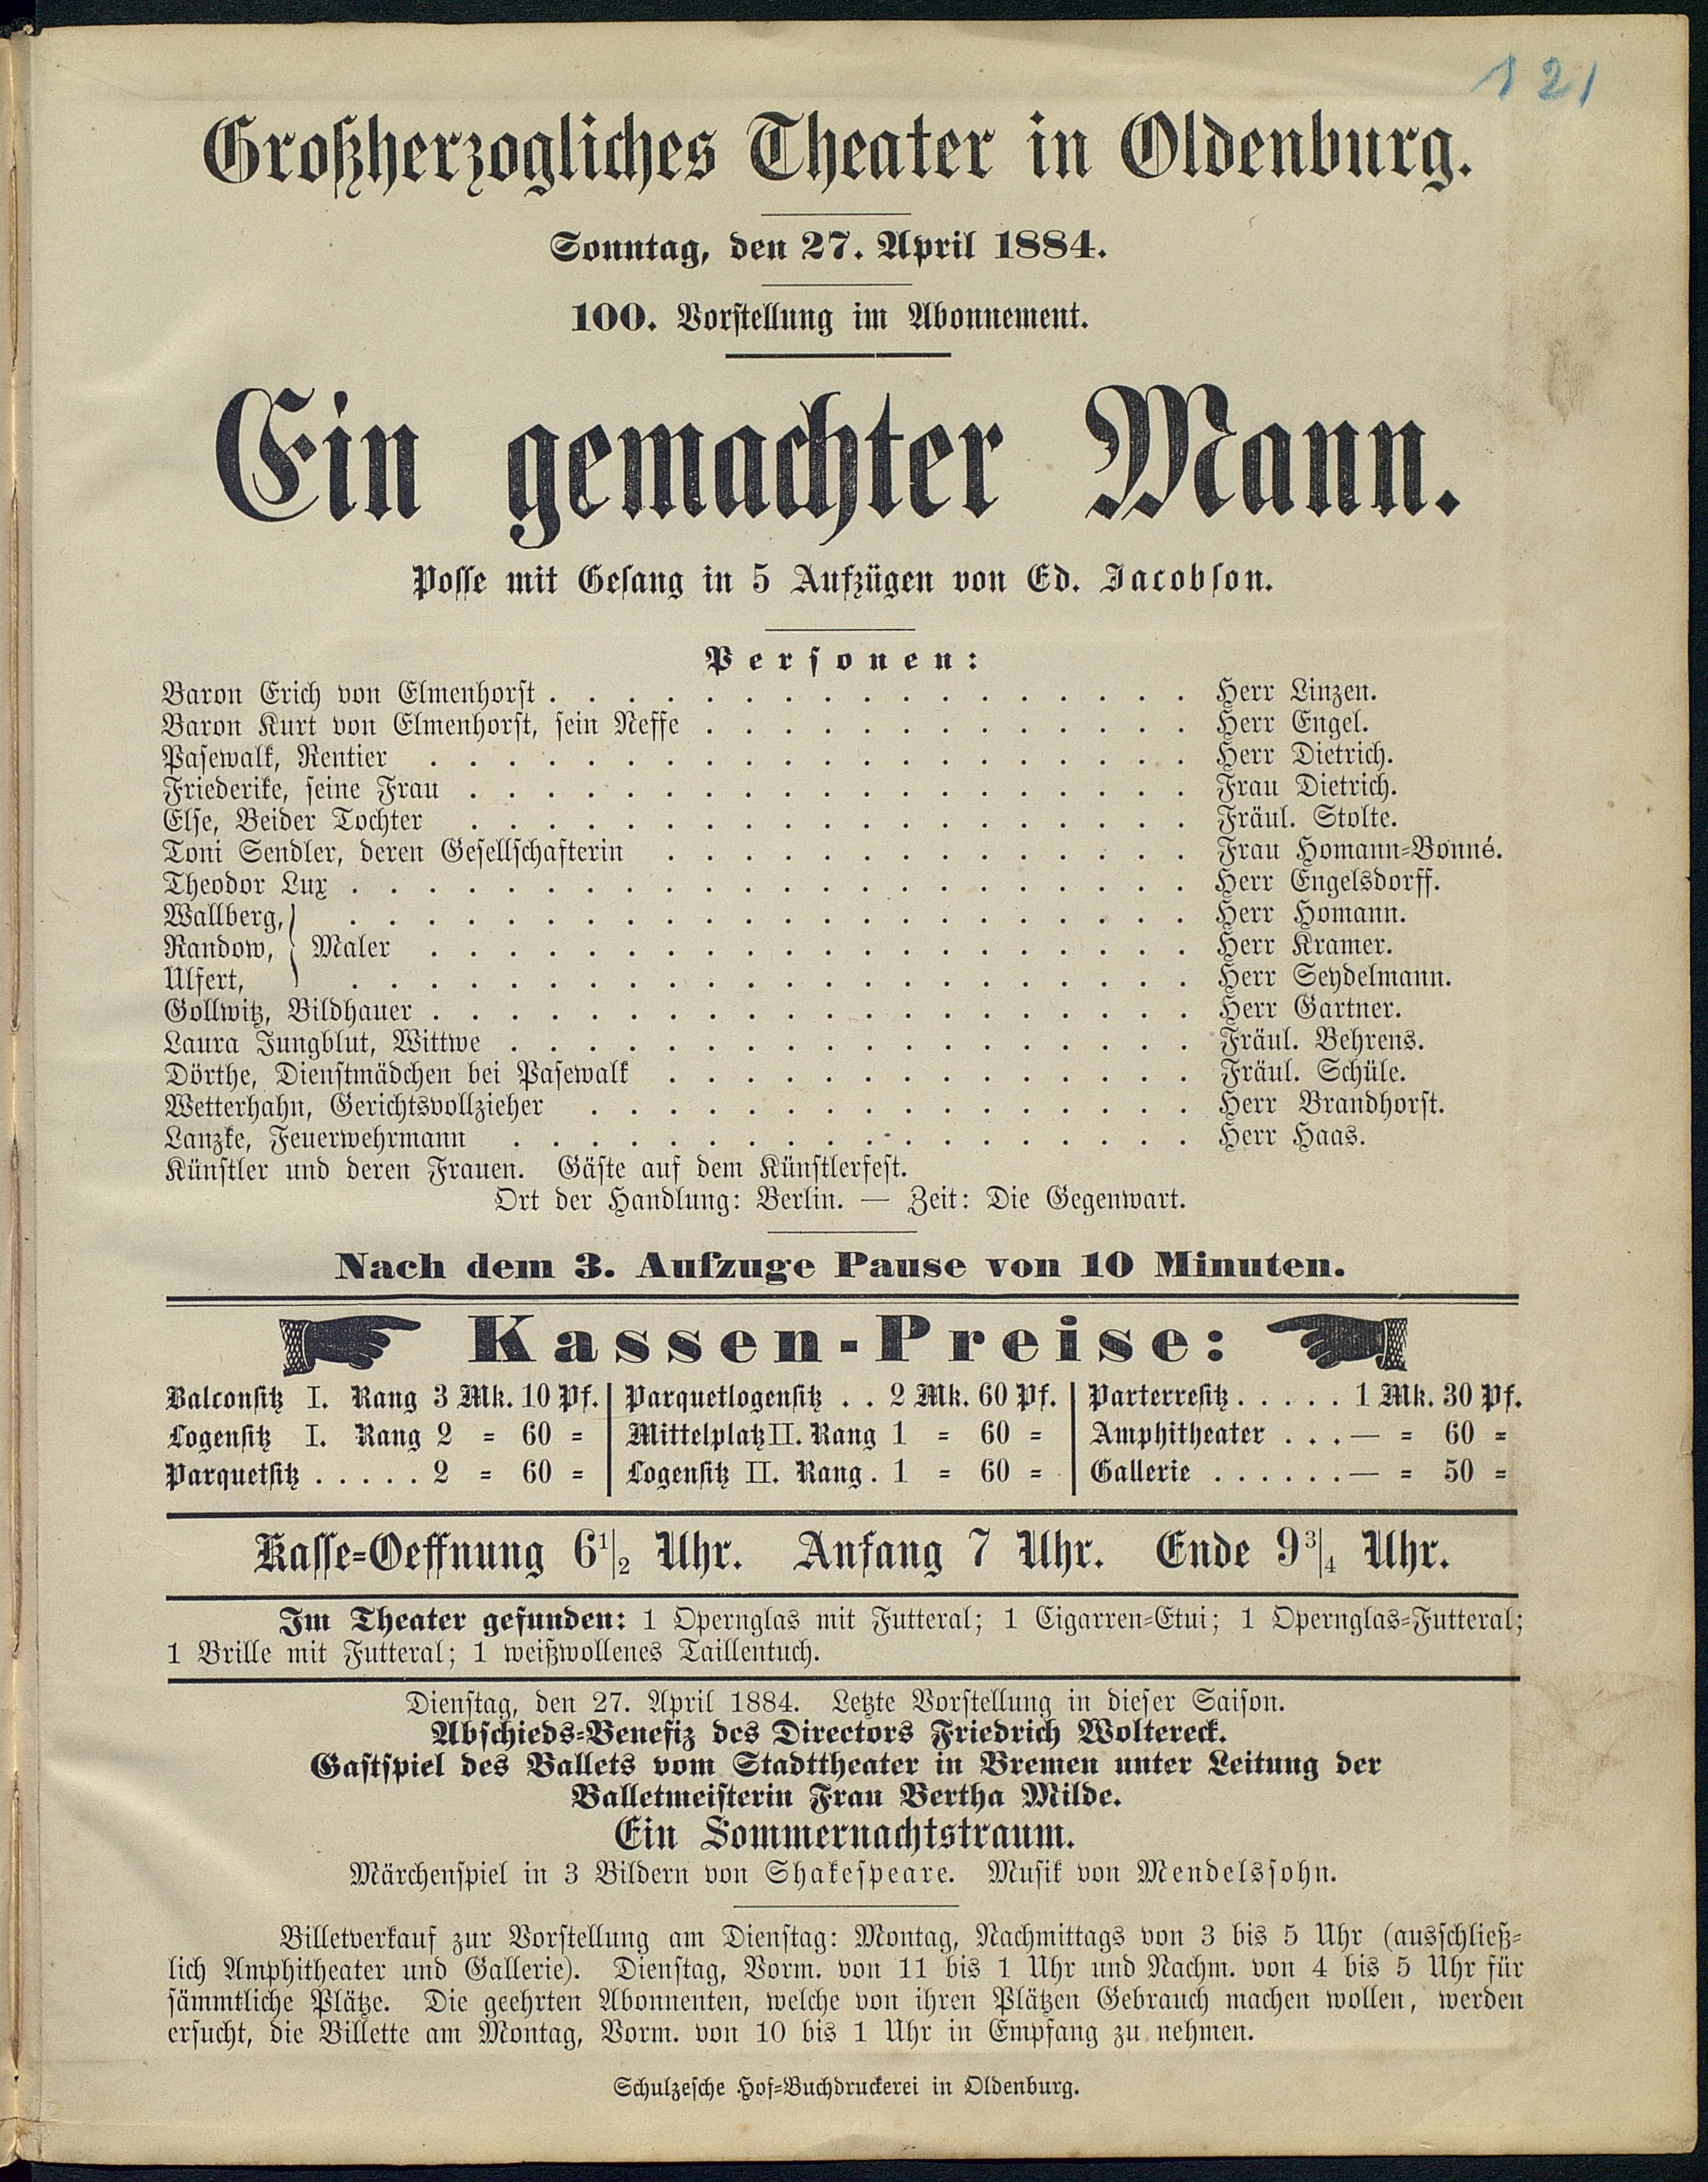 121
Großherzogliches Theater in Oldenburg.
Sonntag, den 27. April 1884.
100. Vorstellung im Abonnement.
Ein gemachter Mann.
Posse mit Gesang in 5 Aufzügen von Ed. Jacobson.
Personen:
Baron Erich von Elmenhorst . . . . . . . . . . . . . . . . . Herr Linzen.
Baron Kurt von Elmenhorst, sein Neffe . . . . . . . . . . . . . Herr Engel.
Pasewalk, Rentier . . . . . . . . . . . . . . . . . . . . Herr Dietrich.
Friederike, seine Frau . . . . . . . . . . . . . . . . . . . Frau Dietrich.
Else, Beider Tochter . . . . . . . . . . . . . . . . . . . Fräul. Stolte.
Toni Sendler, deren Gesellschafterin . . . . . . . . . . . . . . Frau Homann-Bonné.
Theodor Lux . . . . . . . . . . . . . . . . . . . . . . Herr Engelsdorff.
Wallberg, . . . . . . . . . . . . . . . . . . . . . . Herr Homann.
Randow, } Maler . . . . . . . . . . . . . . . . . . . . Herr Kramer.
Ulfert, . . . . . . . . . . . . . . . . . . . . . . Herr Seydelmann.
Gollwitz, Bildhauer . . . . . . . . . . . . . . . . . . . . Herr Gartner.
Laura Jungblut, Wittwe . . . . . . . . . . . . . . . . . . Fräul. Behrens.
Dörthe, Dienstmädchen bei Pasewalk . . . . . . . . . . . . . . Fräul. Schüle.
Wetterhahn, Gerichtsvollzieher . . . . . . . . . . . . . . . . Herr Brandhorst.
Lanzke, Feuerwehrmann . . . . . . . . . . . . . . . . . . Herr Haas.
Künstler und deren Frauen. Gäste auf dem Künstlerfest.
Ort der Handlung: Berlin. — Zeit: Die Gegenwart.
Nach dem 3. Aufzuge Pause von 10 Minuten.
Kassen-Preise:
Balconsitz I. Rang 3 Mk. 10 Pf. | Parquetlogensitz . . 2 Mk. 60 Pf. | Parterresitz . . . . . 1 Mk. 30 Pf.
Logensitz I. Rang 2 = 60 = | Mittelplatz II. Rang 1 = 60 = | Amphitheater . . . — = 60 =
Parquetsitz . . . . . 2 = 60 = | Logensitz II. Rang . 1 = 60 = | Gallerie . . . . . . — = 50 =
Kasse-Oeffnung 6 1/2 Uhr. Anfang 7 Uhr. Ende 9 3/4 Uhr.
Im Theater gefunden: 1 Opernglas mit Futteral; 1 Cigarren-Etui; 1 Opernglas-Futteral;
1 Brille mit Futteral; 1 weißwollenes Taillentuch.
Dienstag, den 27. April 1884. Letzte Vorstellung in dieser Saison.
Abschieds-Benefiz des Directors Friedrich Woltereck.
Gastspiel des Ballets vom Stadttheater in Bremen unter Leitung der
Balletmeisterin Frau Bertha Milde.
Ein Sommernachtstraum.
Märchenspiel in 3 Bildern von Shakespeare. Musik von Mendelssohn.
Billetverkauf zur Vorstellung am Dienstag: Montag, Nachmittags von 3 bis 5 Uhr (ausschließ-
lich Amphitheater und Gallerie). Dienstag, Vorm. von 11 bis 1 Uhr und Nachm. von 4 bis 5 Uhr für
sämmtliche Plätze. Die geehrten Abonnenten, welche von ihren Plätzen Gebrauch machen wollen, werden
ersucht, die Billette am Montag, Vorm. von 10 bis 1 Uhr in Empfang zu nehmen.
Schulzesche Hof-Buchdruckerei in Oldenburg.